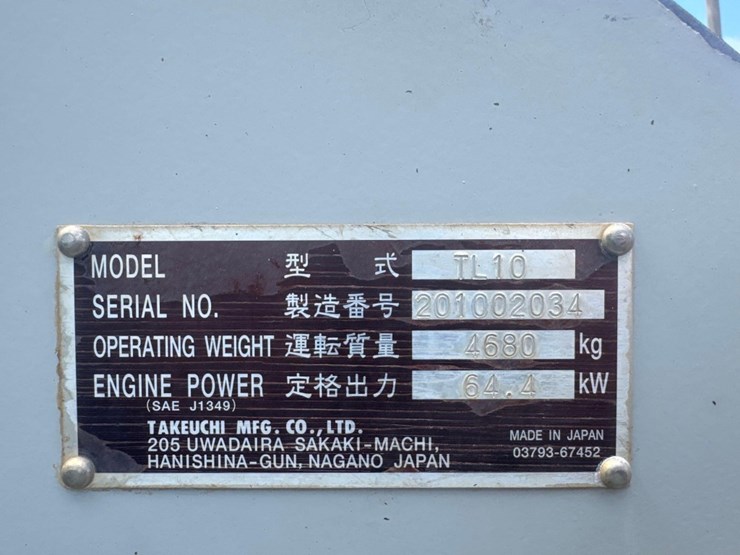 MODEL 型 式 TL10
SERIAL NO. 製造番号 201002034
OPERATING WEIGHT 運転質量 4680 kg
ENGINE POWER 定格出力 64.4 kW
(SAE J1349)
TAKEUCHI MFG. CO., LTD.
205 UWADAIRA SAKAKI-MACHI,
HANISHINA-GUN, NAGANO JAPAN
MADE IN JAPAN
03793-67452